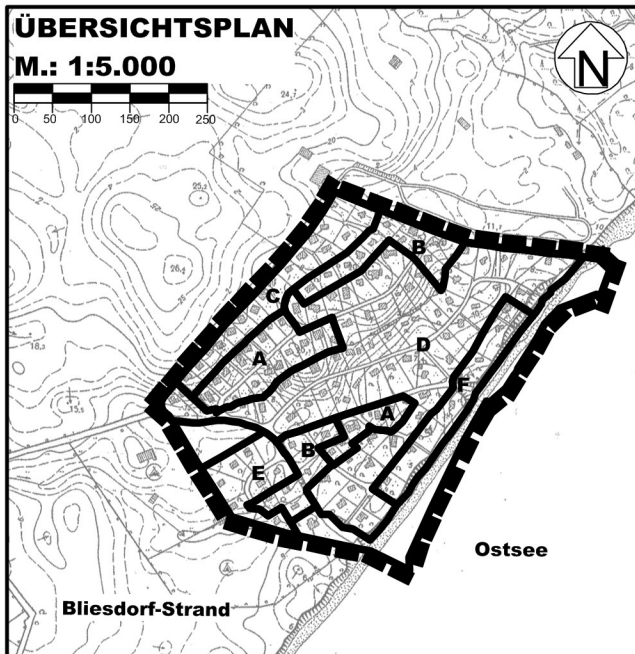 ÜBERSICHTSPLAN
M.: 1:5.000
0 50 100 150 200 250
N
B
C
D
A
F
A
B
E
Ostsee
Bliesdorf-Strand